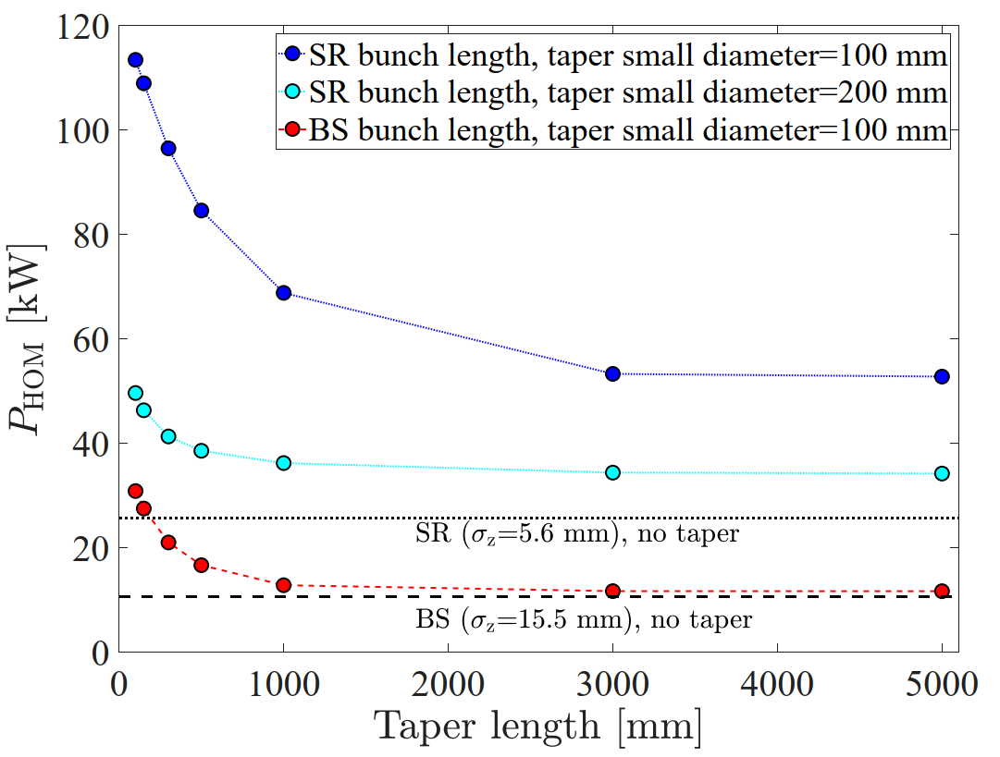 SR bunch length, taper small diameter=100 mm
SR bunch length, taper small diameter=200 mm
BS bunch length, taper small diameter=100 mm
120
100
80
60
40
20
0
P_HOM [kW]
SR (σ_z=5.6 mm), no taper
BS (σ_z=15.5 mm), no taper
0 1000 2000 3000 4000 5000
Taper length [mm]